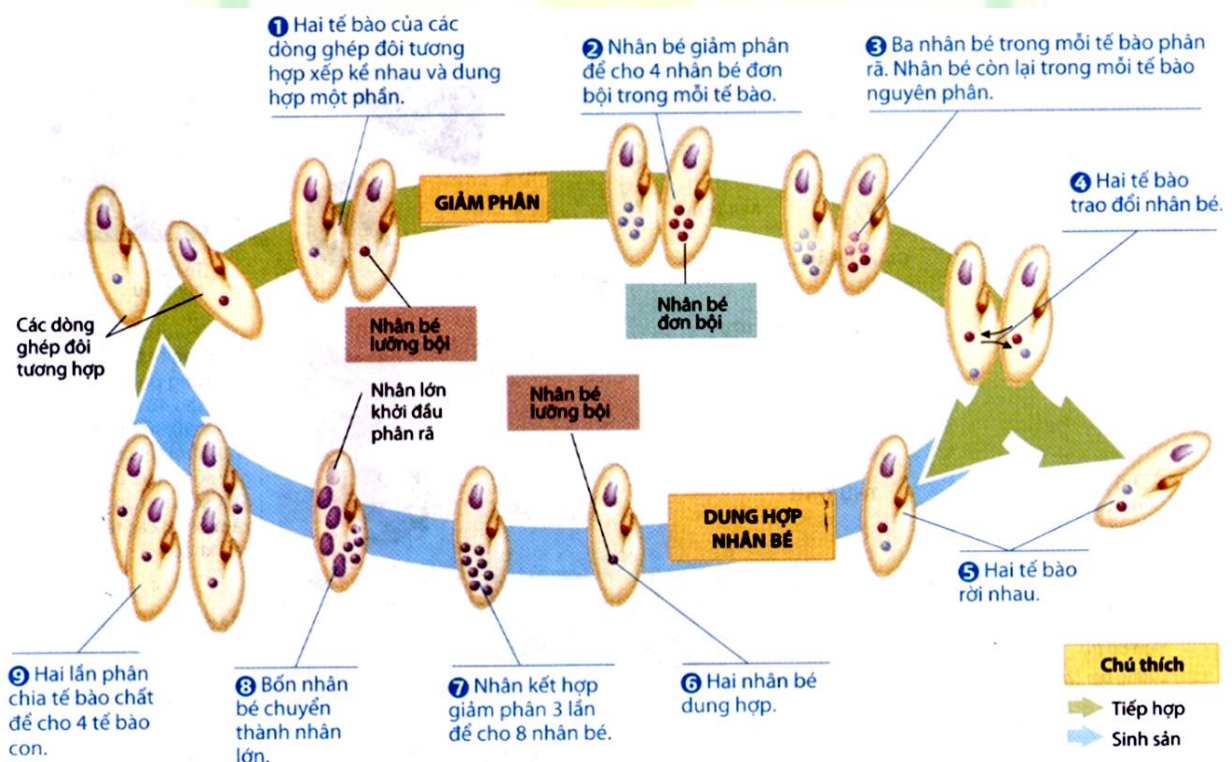 ❶ Hai tế bào của các
dòng ghép đôi tương
hợp xếp kề nhau và dung
hợp một phần.
❷ Nhân bé giảm phân
để cho 4 nhân bé đơn
bội trong mỗi tế bào.
❸ Ba nhân bé trong mỗi tế bào phân
rã. Nhân bé còn lại trong mỗi tế bào
nguyên phân.
❹ Hai tế bào
trao đổi nhân bé.
GIẢM PHÂN
Các dòng
ghép đôi
tương hợp
Nhân bé
lưỡng bội
Nhân bé
đơn bội
Nhân lớn
khởi đầu
phân rã
Nhân bé
lưỡng bội
DUNG HỢP
NHÂN BÉ
❺ Hai tế bào
rời nhau.
❾ Hai lần phân
chia tế bào chất
để cho 4 tế bào
con.
❽ Bốn nhân
bé chuyển
thành nhân
lớn.
❼ Nhân kết hợp
giảm phân 3 lần
để cho 8 nhân bé.
❻ Hai nhân bé
dung hợp.
Chú thích
Tiếp hợp
Sinh sản